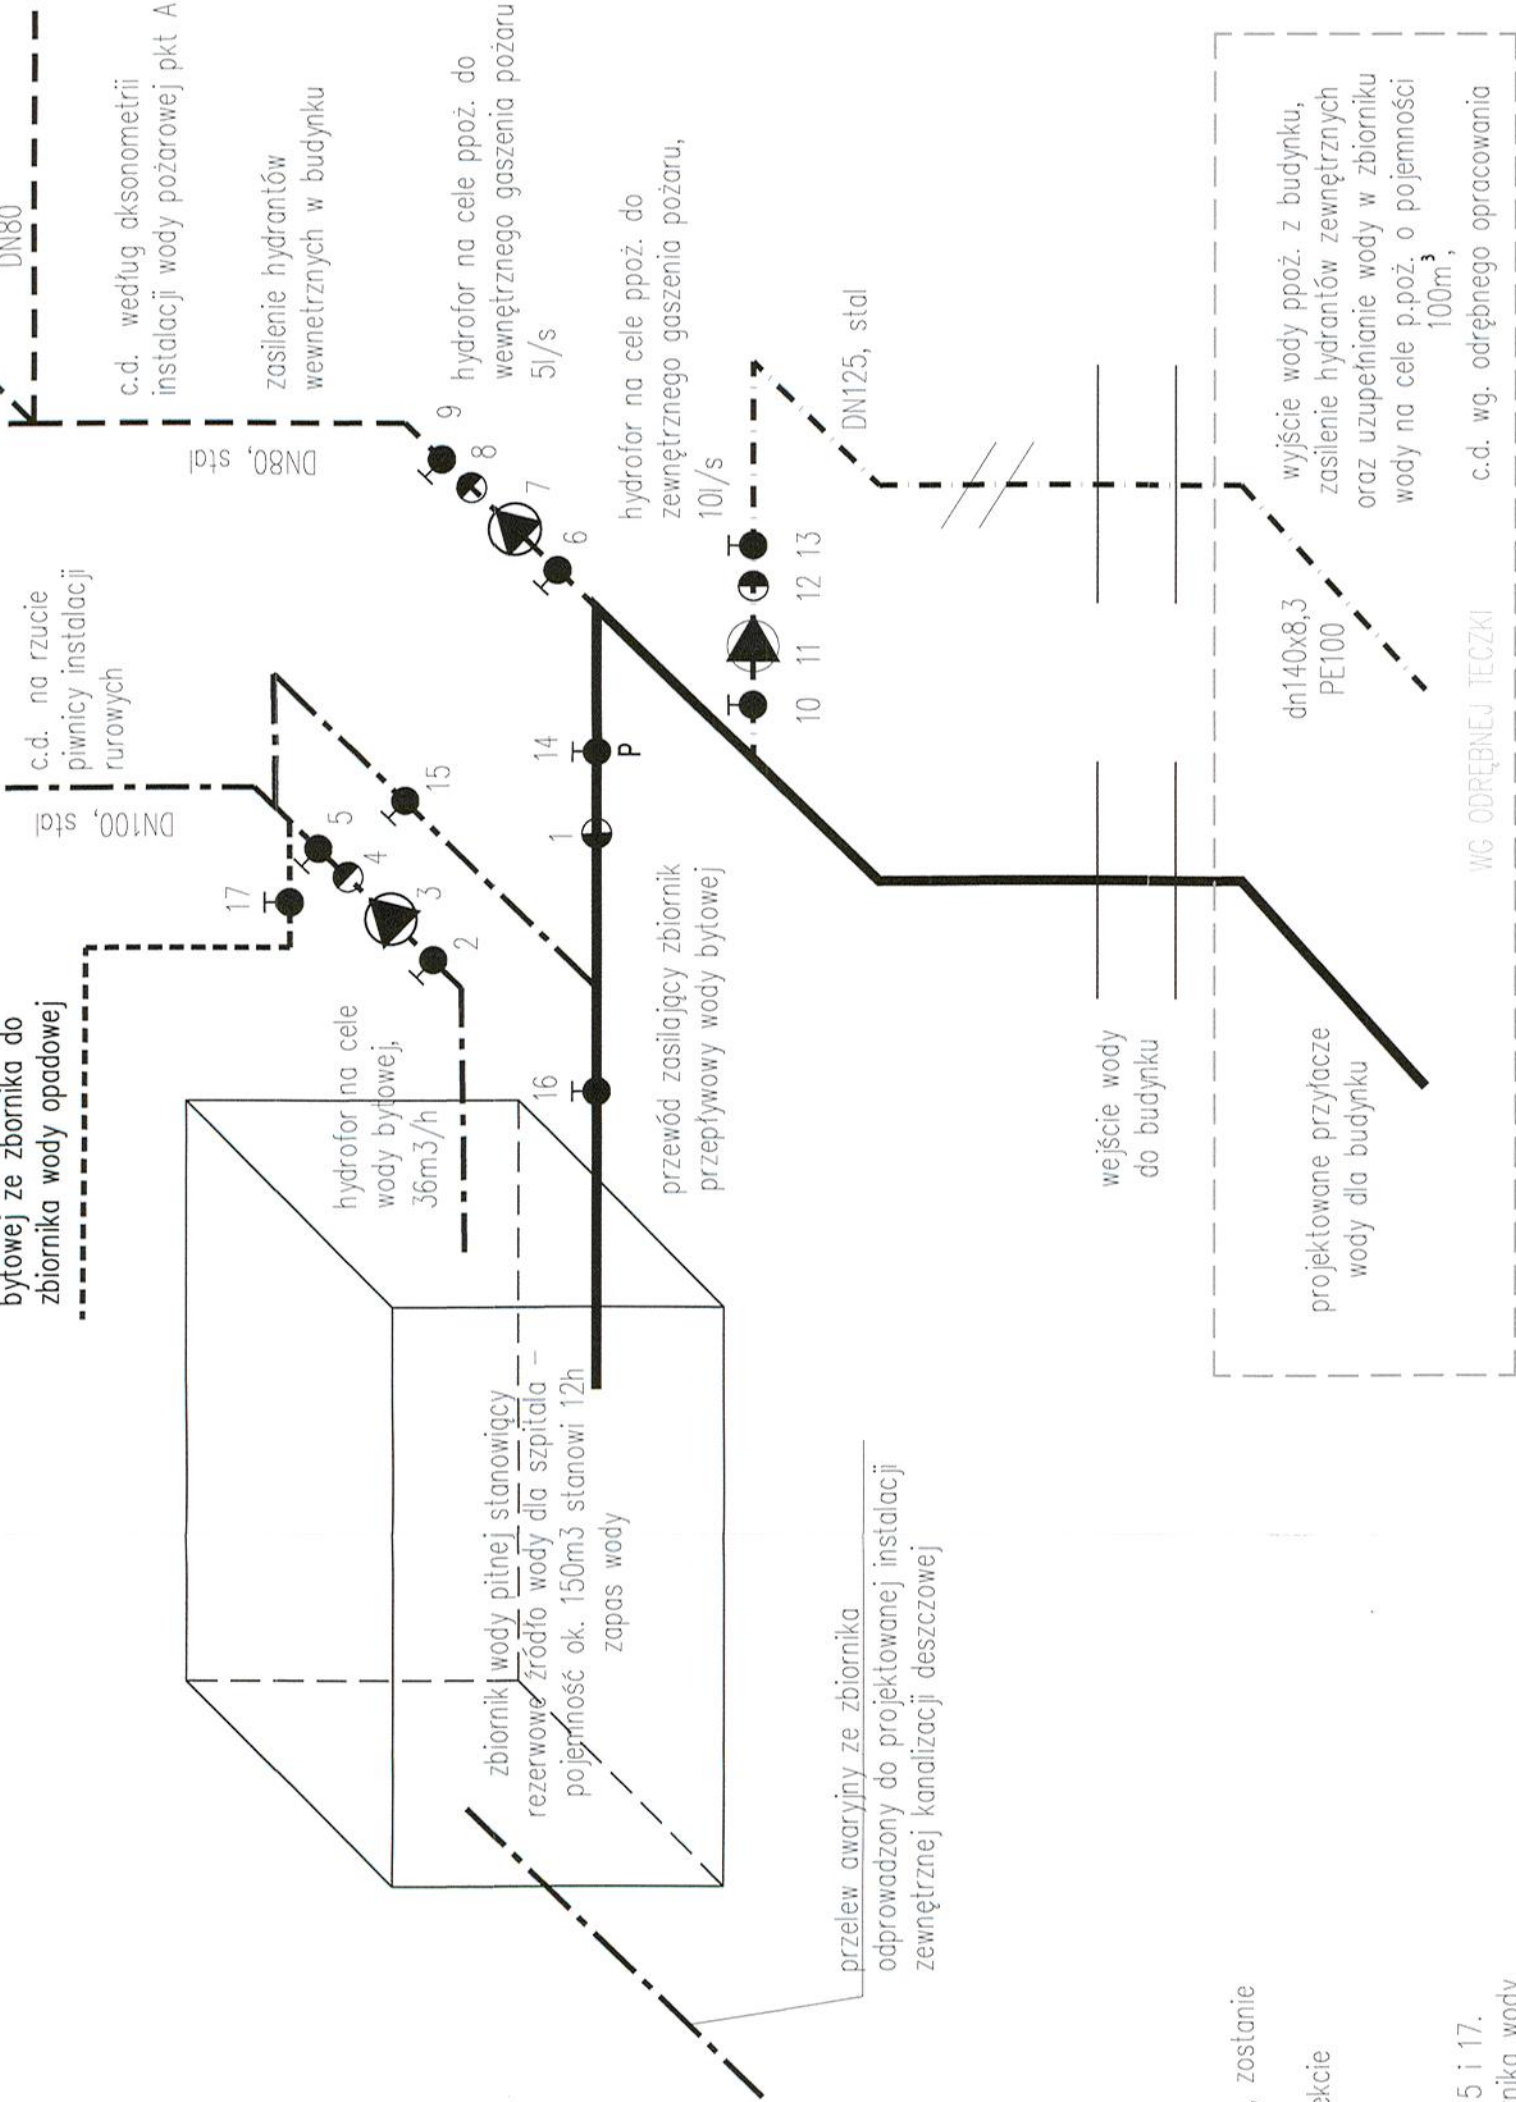 bytowej ze zbornika do
zbiornika wody opadowej
DN100, stal
c.d. na rzucie
piwnicy instalacji
rurowych
DN80
c.d. według aksonometrii
instalacji wody pożarowej pkt A
DN80, stal
zasilenie hydrantów
wewnetrznych w budynku
17
5
4
3
2
15
9
8
7
6
hydrofor na cele ppoż. do
wewnętrznego gaszenia pożaru
5l/s
hydrofor na cele
wody bytowej,
36m3/h
16
1
14
P
hydrofor na cele ppoż. do
zewnętrznego gaszenia pożaru,
10l/s
zbiornik wody pitnej stanowiący
rezerwowe źródło wody dla szpitala –
pojemność ok. 150m3 stanowi 12h
zapas wody
przewód zasilający zbiornik
przepływowy wody bytowej
10
11
12
13
DN125, stal
przelew awaryjny ze zbiornika
odprowadzony do projektowanej instalacji
zewnętrznej kanalizacji deszczowej
wejście wody
do budynku
projektowane przyłacze
wody dla budynku
dn140x8,3
PE100
wyjście wody ppoż. z budynku,
zasilenie hydrantów zewnętrznych
oraz uzupełnianie wody w zbiorniku
wody na cele p.poż. o pojemności
100m³,
c.d. wg. odrębnego opracowania
WG ODRĘBNEJ TECZKI
zostanie
ekcie
5 i 17.
nika wody